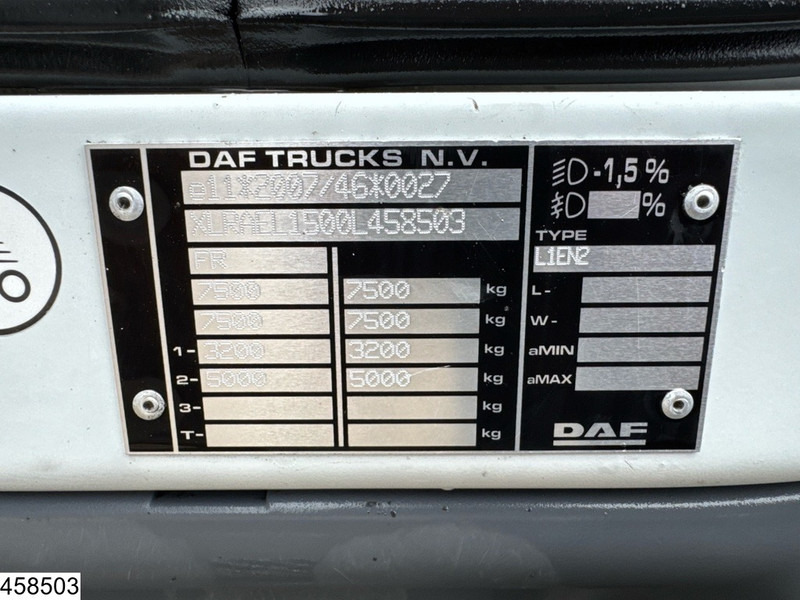 DAF TRUCKS N.V.
e11*2007/46*0027
XLRAEL1500L458503
FR
7500 7500 kg
7500 7500 kg
1- 3200 3200 kg
2- 5000 5000 kg
3- kg
T- kg
-1,5 %
%
TYPE
L1EN2
L-
W-
aMIN
aMAX
DAF
458503